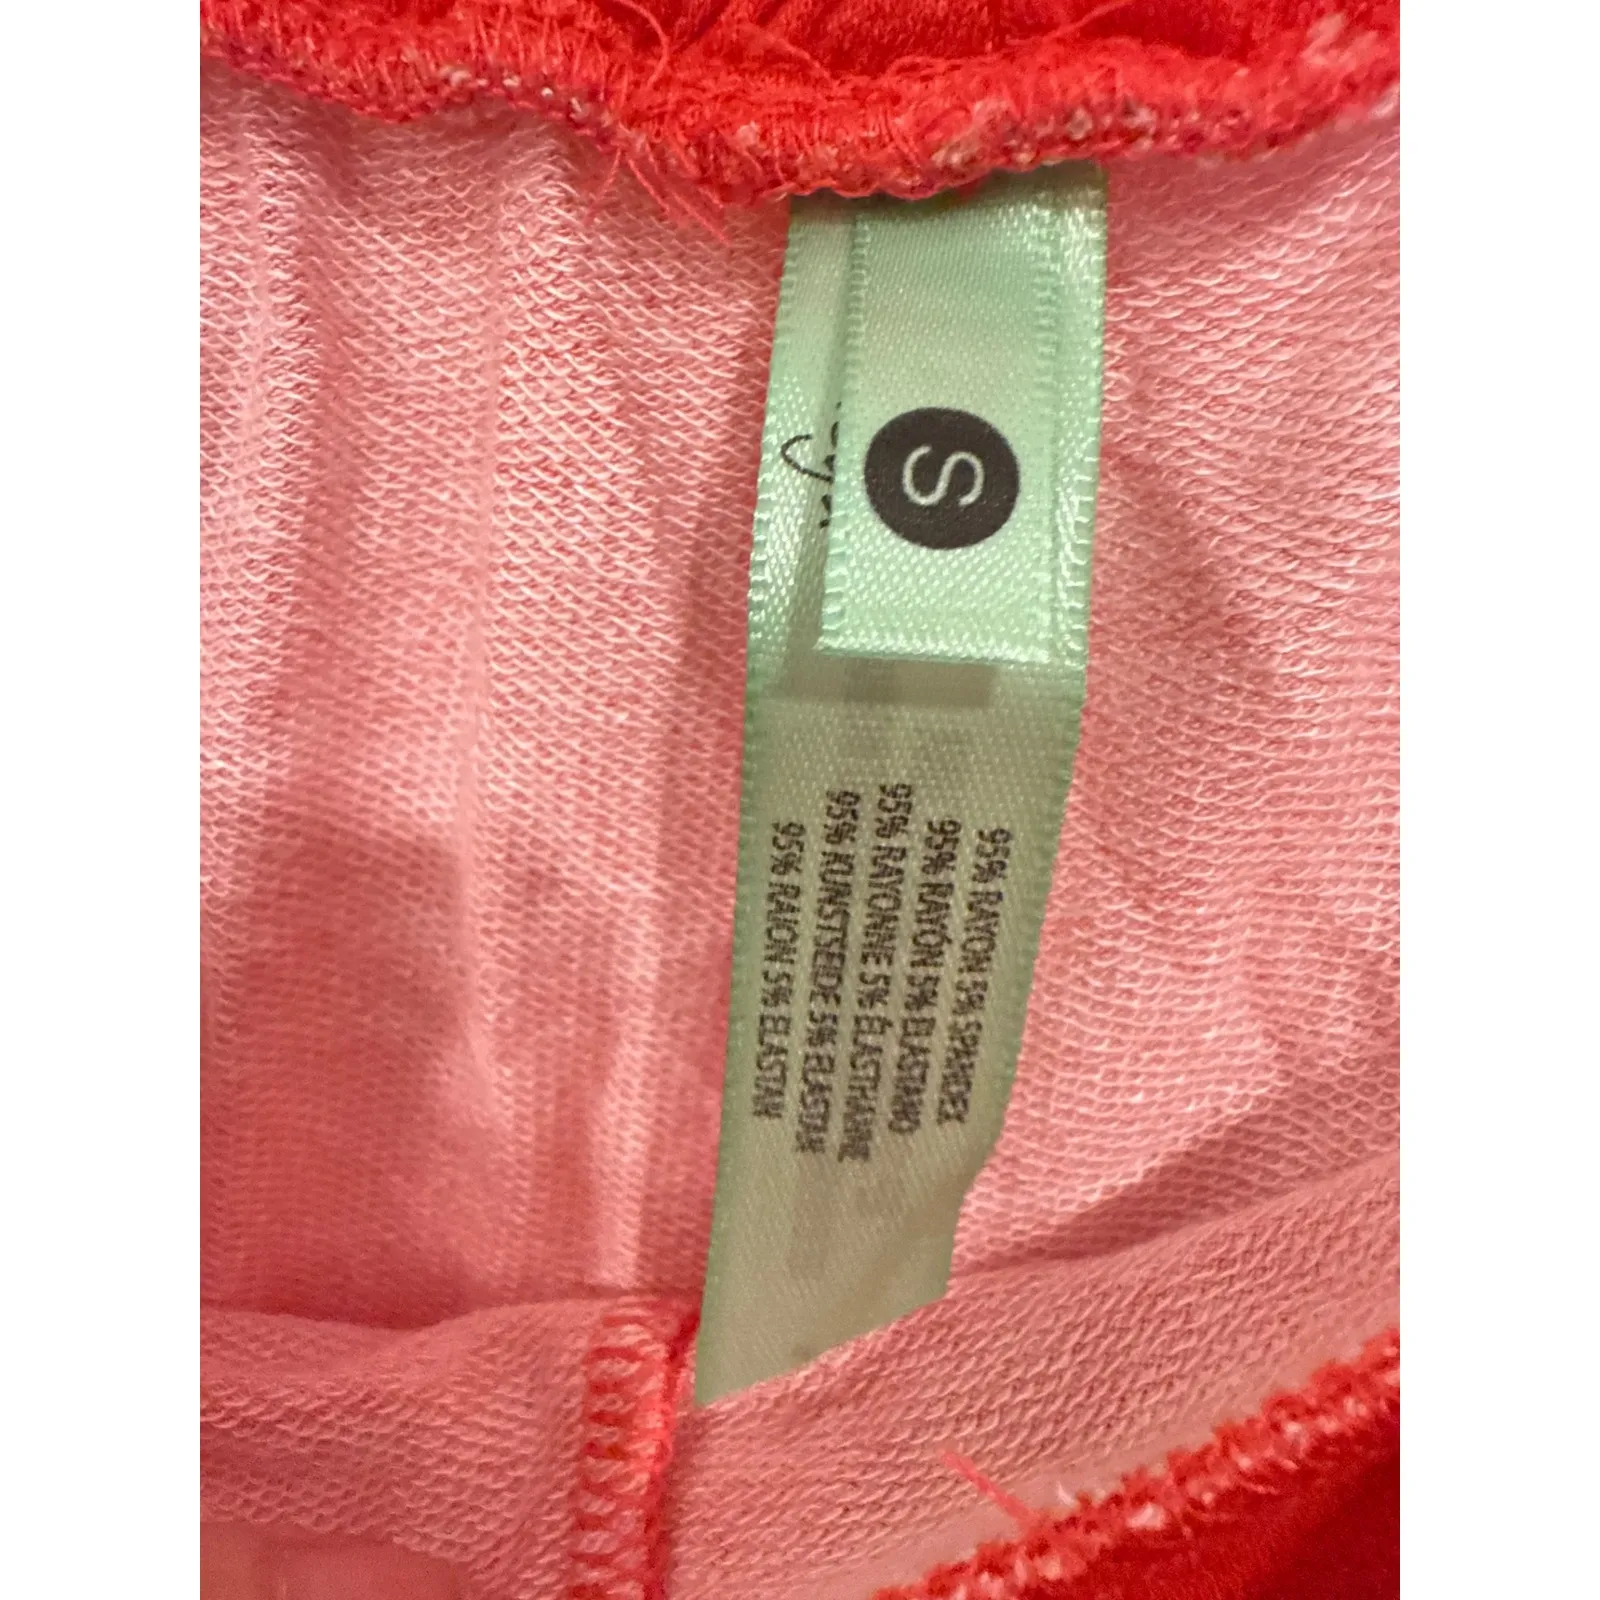 S
95% RAYON 5% SPANDEX
95% RAYÓN 5% ELASTANO
95% RAYONNE 5% ÉLASTHANNE
95% KUNSTSEIDE 5% ELASTAN
95% RAION 5% ELASTAN